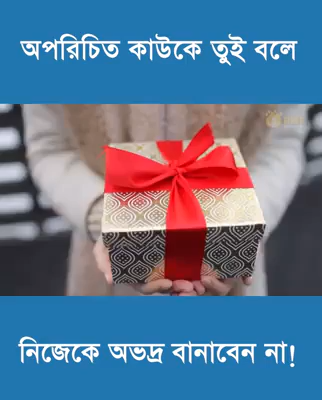 অপরিচিত কাউকে তুই বলে
নিজেকে অভদ্র বানাবেন না!